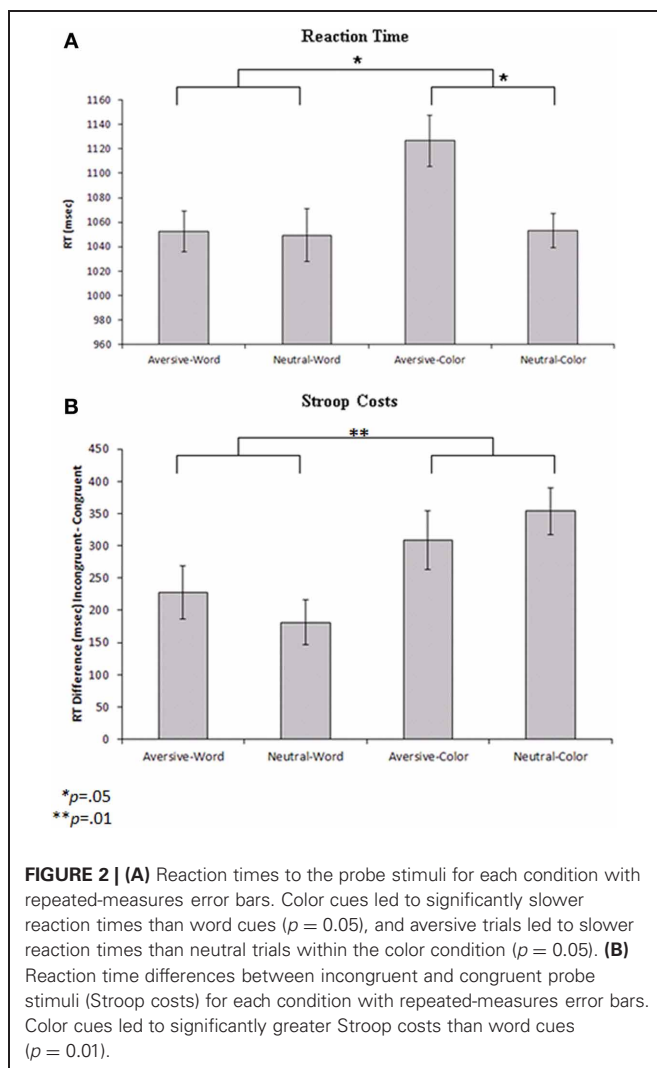 A
Reaction Time
*
*
1160
1140
1120
1100
1080
1060
1040
1020
1000
980
960
RT (msec)
Aversive-Word Neutral-Word Aversive-Color Neutral-Color
B
Stroop Costs
**
450
400
350
300
250
200
150
100
50
0
RT Difference (msec) Incongruent - Congruent
Aversive-Word Neutral-Word Aversive-Color Neutral-Color
*p=.05
**p=.01
FIGURE 2 | (A) Reaction times to the probe stimuli for each condition with
repeated-measures error bars. Color cues led to significantly slower
reaction times than word cues (p = 0.05), and aversive trials led to slower
reaction times than neutral trials within the color condition (p = 0.05). (B)
Reaction time differences between incongruent and congruent probe
stimuli (Stroop costs) for each condition with repeated-measures error bars.
Color cues led to significantly greater Stroop costs than word cues
(p = 0.01).